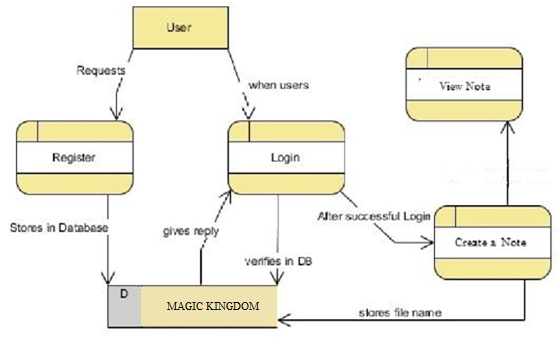 User
Requests
when users
View Note
Register
Login
Stores in Database
gives reply
After successful Login
Create a Note
verifies in DB
D
MAGIC KINGDOM
stores file name